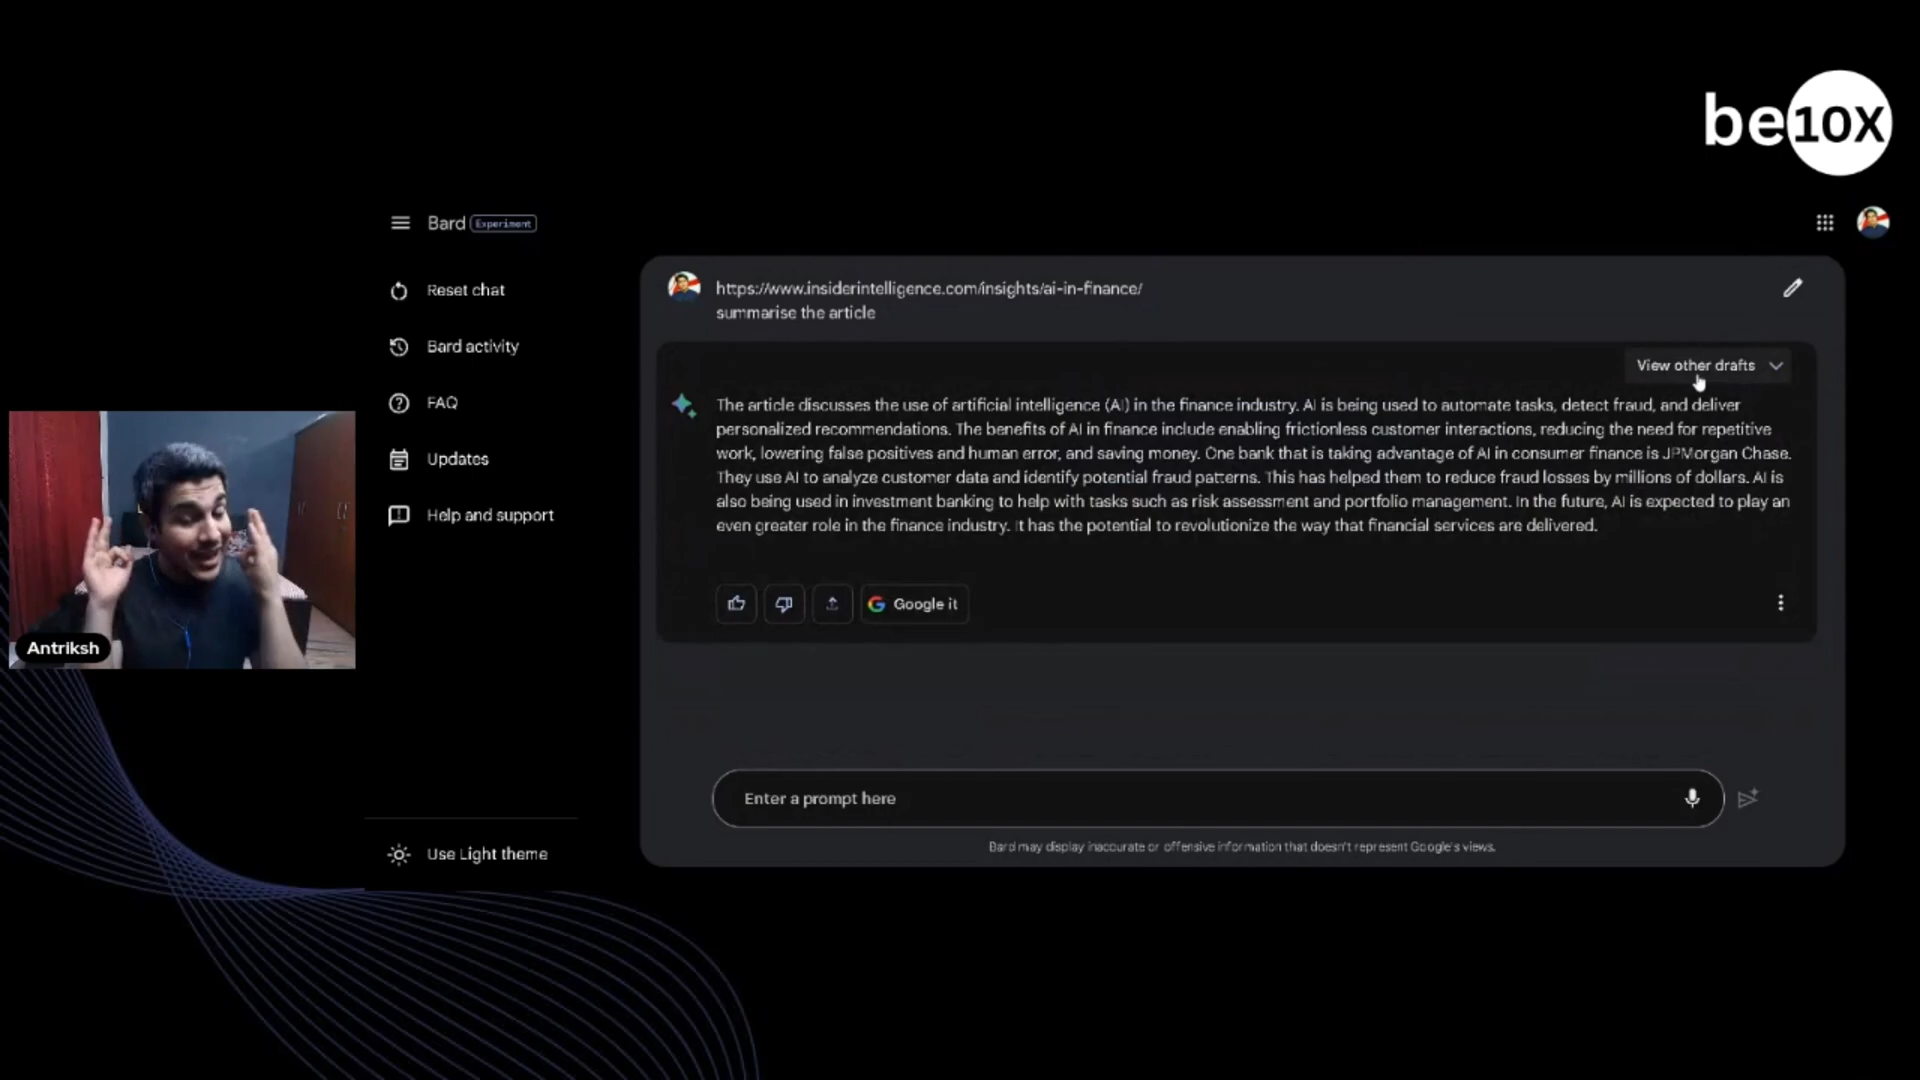 be10X
Bard Experiment
Reset chat
Bard activity
FAQ
Updates
Help and support
Use Light theme
Antriksh
https://www.insiderintelligence.com/insights/ai-in-finance/
summarise the article
View other drafts
The article discusses the use of artificial intelligence (AI) in the finance industry. AI is being used to automate tasks, detect fraud, and deliver
personalized recommendations. The benefits of AI in finance include enabling frictionless customer interactions, reducing the need for repetitive
work, lowering false positives and human error, and saving money. One bank that is taking advantage of AI in consumer finance is JPMorgan Chase.
They use AI to analyze customer data and identify potential fraud patterns. This has helped them to reduce fraud losses by millions of dollars. AI is
also being used in investment banking to help with tasks such as risk assessment and portfolio management. In the future, AI is expected to play an
even greater role in the finance industry. It has the potential to revolutionize the way that financial services are delivered.
Google it
Enter a prompt here
Bard may display inaccurate or offensive information that doesn't represent Google's views.